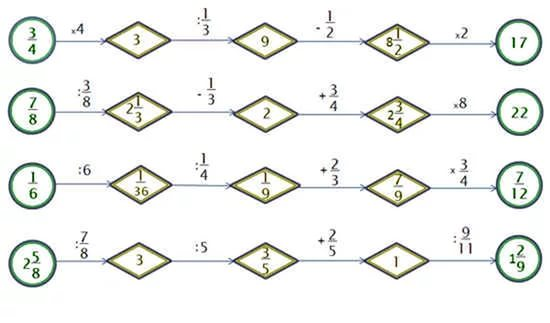 3/4 ×4 3 :1/3 9 - 1/2 8 1/2 ×2 17
7/8 :3/8 2 1/3 - 1/3 2 + 3/4 2 3/4 ×8 22
1/6 :6 1/36 :1/4 1/9 + 2/3 7/9 × 3/4 7/12
2 5/8 :7/8 3 :5 3/5 + 2/5 1 :9/11 1 2/9